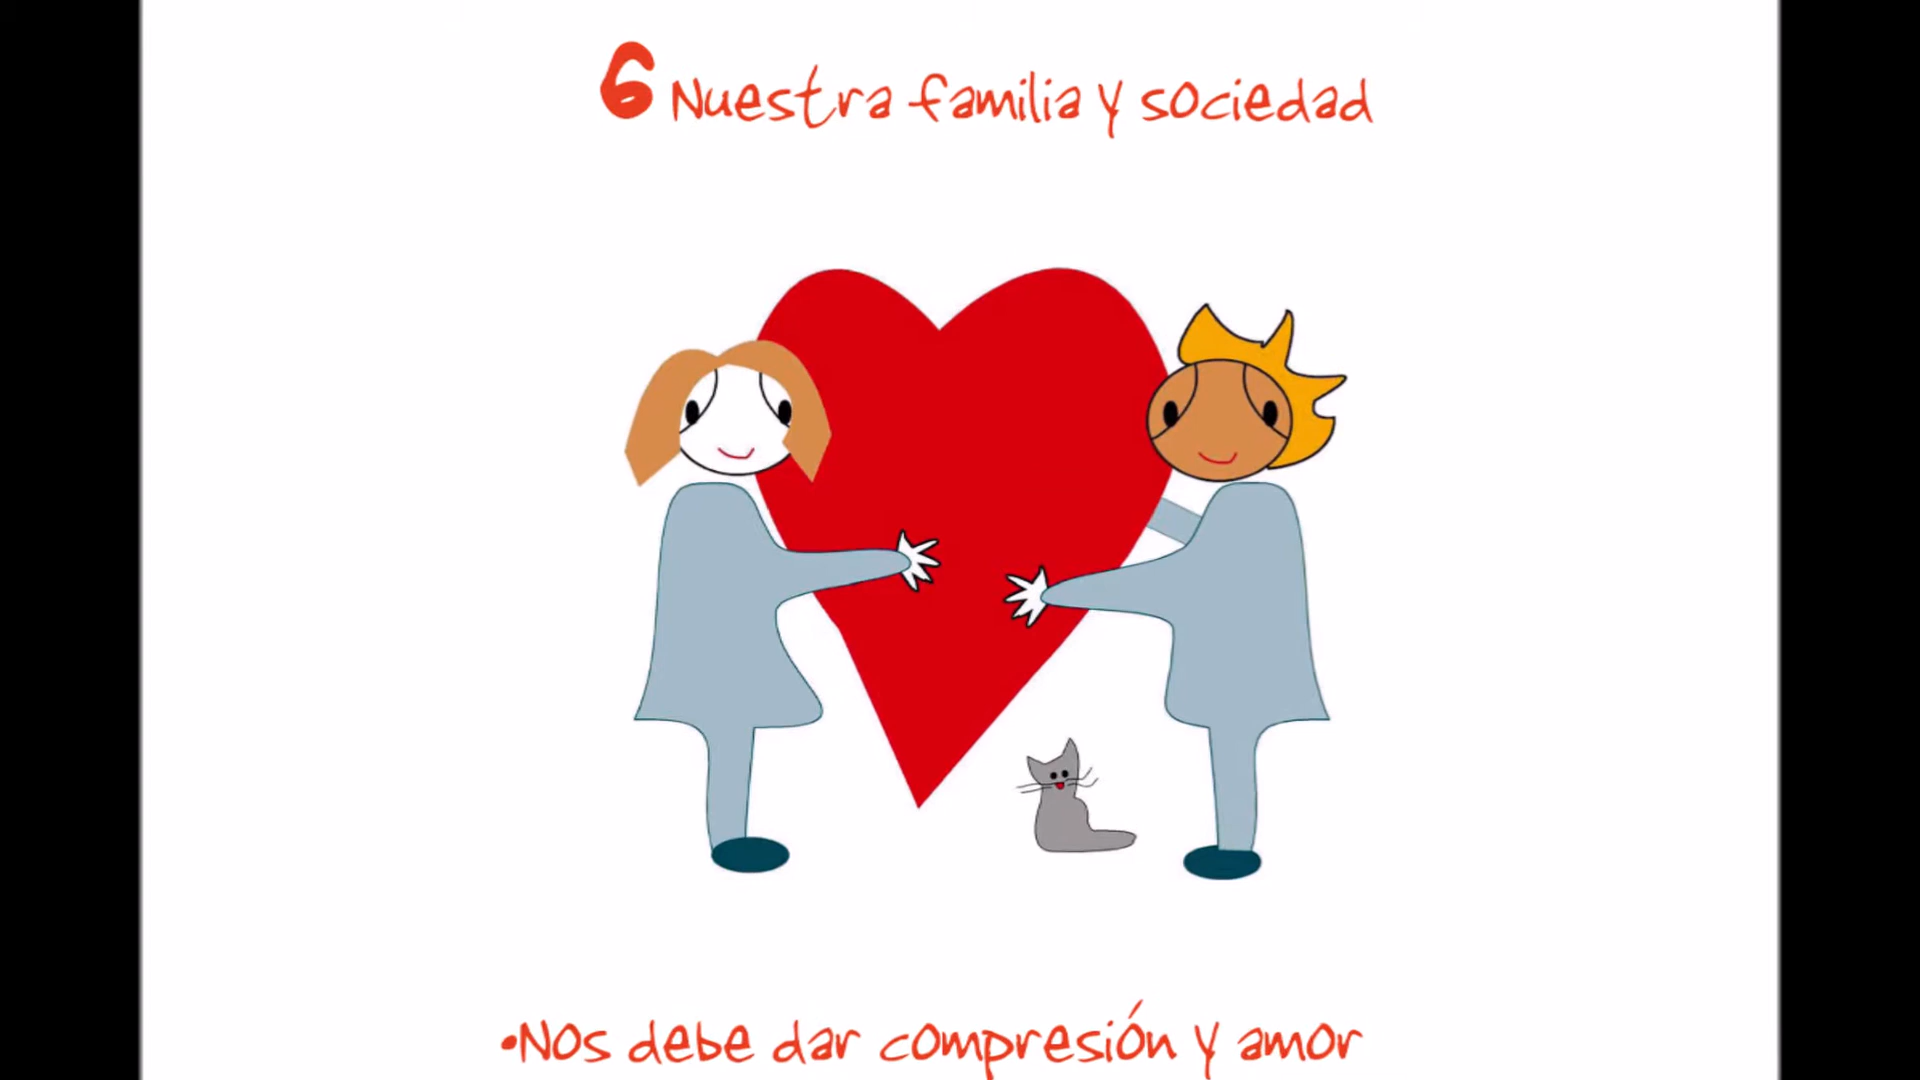 6 Nuestra familia y sociedad
•Nos debe dar compresión y amor